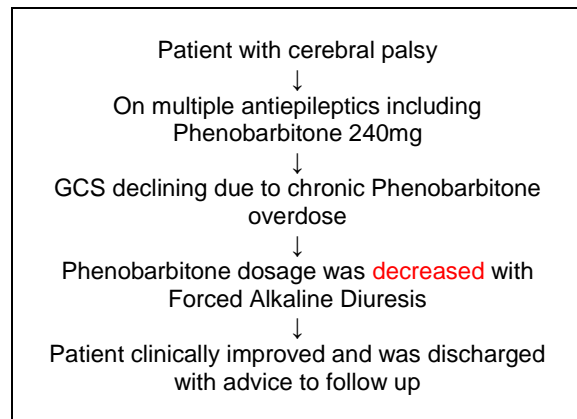 Patient with cerebral palsy
↓
On multiple antiepileptics including
Phenobarbitone 240mg
↓
GCS declining due to chronic Phenobarbitone
overdose
↓
Phenobarbitone dosage was decreased with
Forced Alkaline Diuresis
↓
Patient clinically improved and was discharged
with advice to follow up